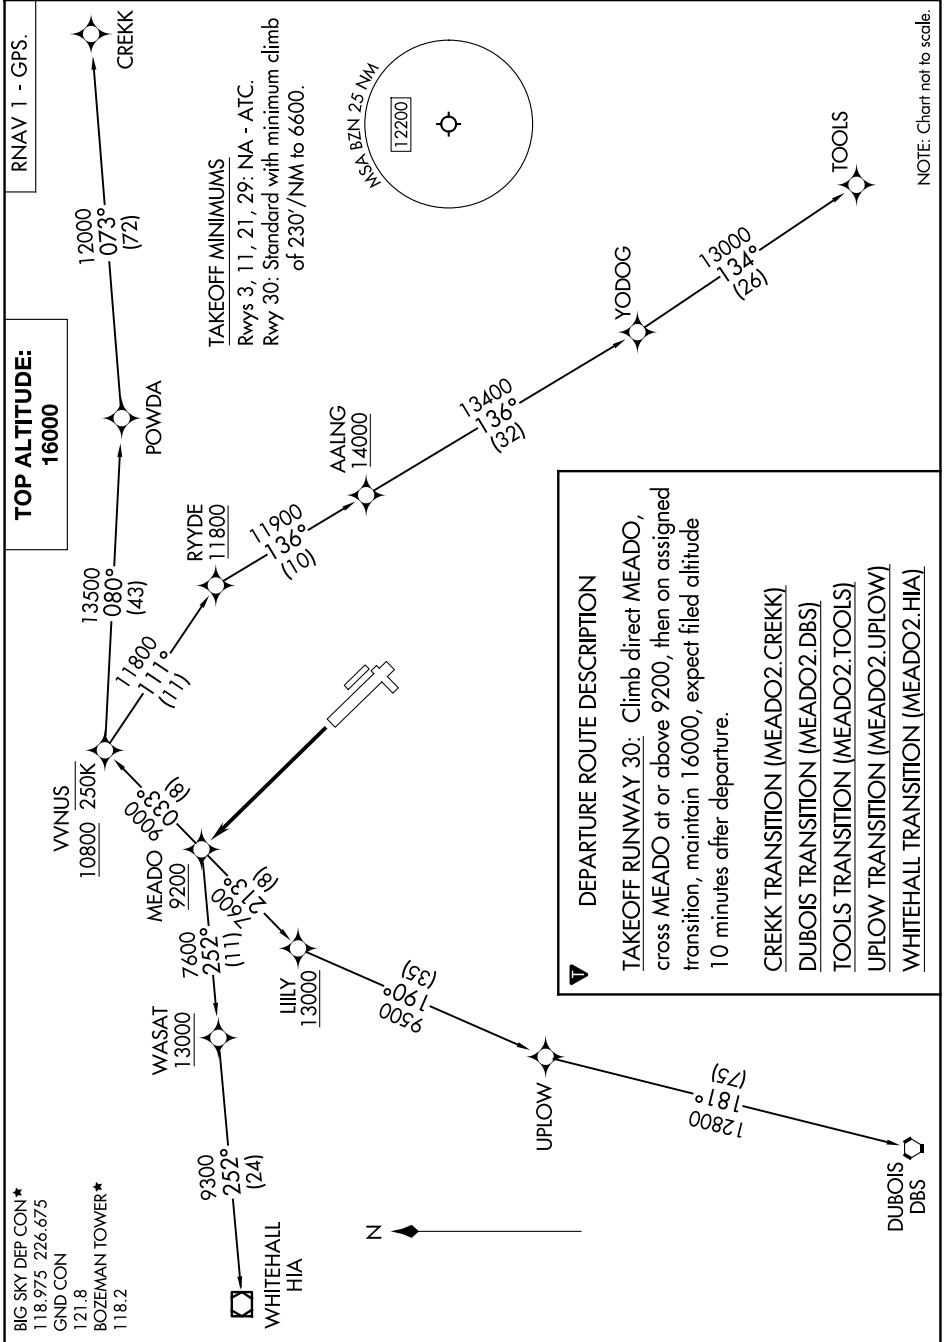 BIG SKY DEP CON★
118.975 226.675
GND CON
121.8
BOZEMAN TOWER★
118.2
TOP ALTITUDE:
16000
RNAV 1 - GPS.
WHITEHALL
HIA
9300
252°
(24)
WASAT
13000
7600
252°
(11)
MEADO
9200
9000
033°
(8)
VVNUS
10800 250K
13500
080°
(43)
POWDA
12000
073°
(72)
CREKK
11800
111°
(11)
RYYDE
11800
11900
136°
(10)
AALNG
14000
13400
136°
(32)
YODOG
13000
134°
(26)
TOOLS
7600
213°
(8)
LIILY
13000
9500
190°
(35)
UPLOW
12800
181°
(75)
DUBOIS
DBS
N
TAKEOFF MINIMUMS
Rwys 3, 11, 21, 29: NA - ATC.
Rwy 30: Standard with minimum climb
of 230'/NM to 6600.
MSA BZN 25 NM
12200
T
DEPARTURE ROUTE DESCRIPTION
TAKEOFF RUNWAY 30: Climb direct MEADO,
cross MEADO at or above 9200, then on assigned
transition, maintain 16000, expect filed altitude
10 minutes after departure.
CREKK TRANSITION (MEADO2.CREKK)
DUBOIS TRANSITION (MEADO2.DBS)
TOOLS TRANSITION (MEADO2.TOOLS)
UPLOW TRANSITION (MEADO2.UPLOW)
WHITEHALL TRANSITION (MEADO2.HIA)
NOTE: Chart not to scale.